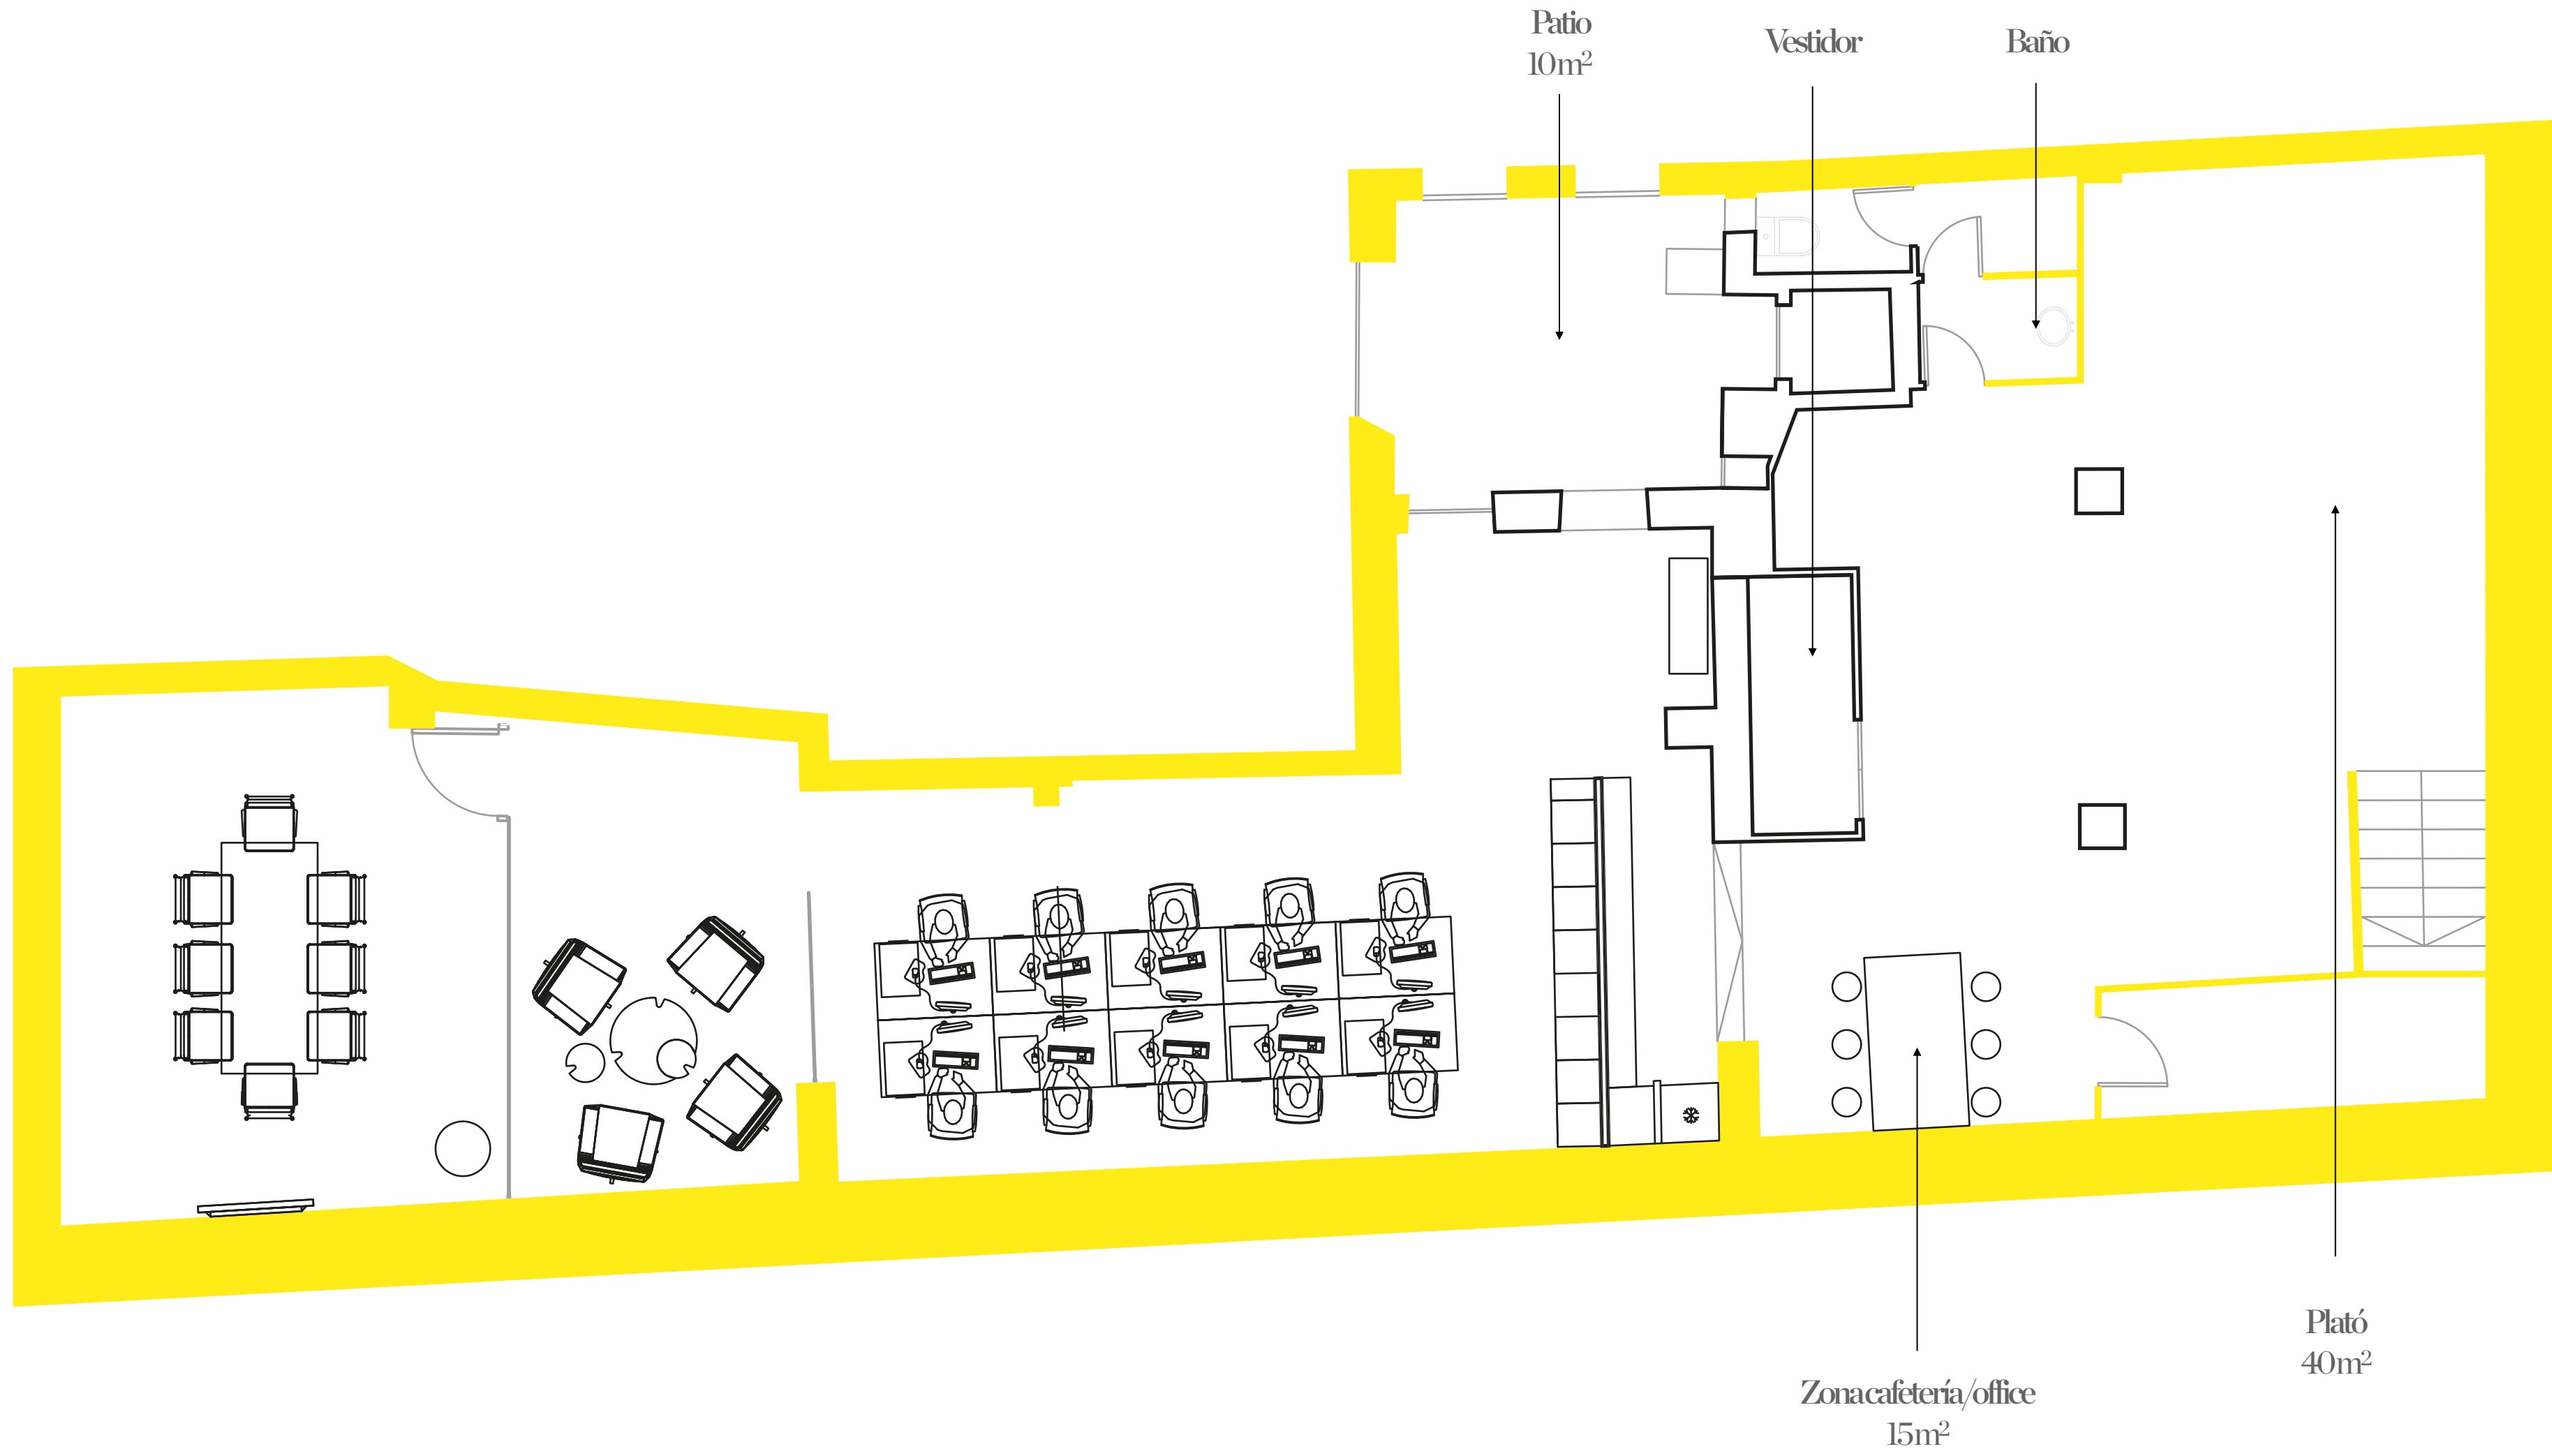 Patio
10m²
Vestidor
Baño
Plató
40m²
Zona cafetería/office
15m²